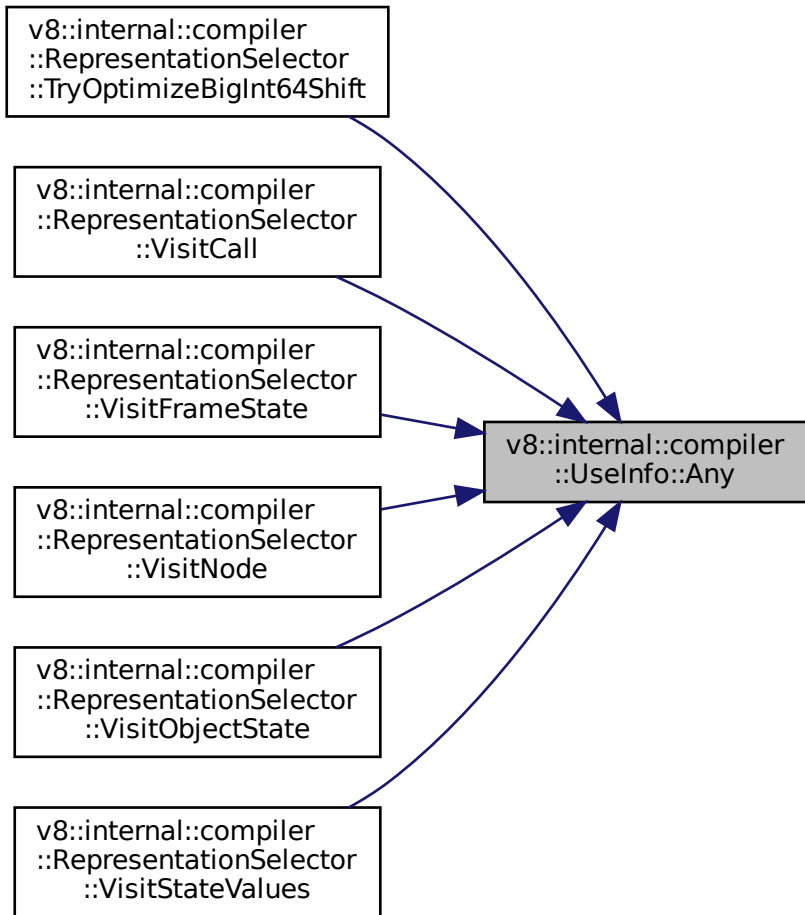 v8::internal::compiler
::RepresentationSelector
::TryOptimizeBigInt64Shift
v8::internal::compiler
::RepresentationSelector
::VisitCall
v8::internal::compiler
::RepresentationSelector
::VisitFrameState
v8::internal::compiler
::UseInfo::Any
v8::internal::compiler
::RepresentationSelector
::VisitNode
v8::internal::compiler
::RepresentationSelector
::VisitObjectState
v8::internal::compiler
::RepresentationSelector
::VisitStateValues